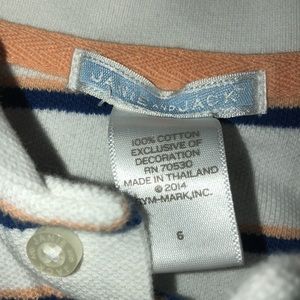 JANIE AND JACK
100% COTTON
EXCLUSIVE OF
DECORATION
RN 70530
MADE IN THAILAND
© 2014
GYM-MARK, INC.
6